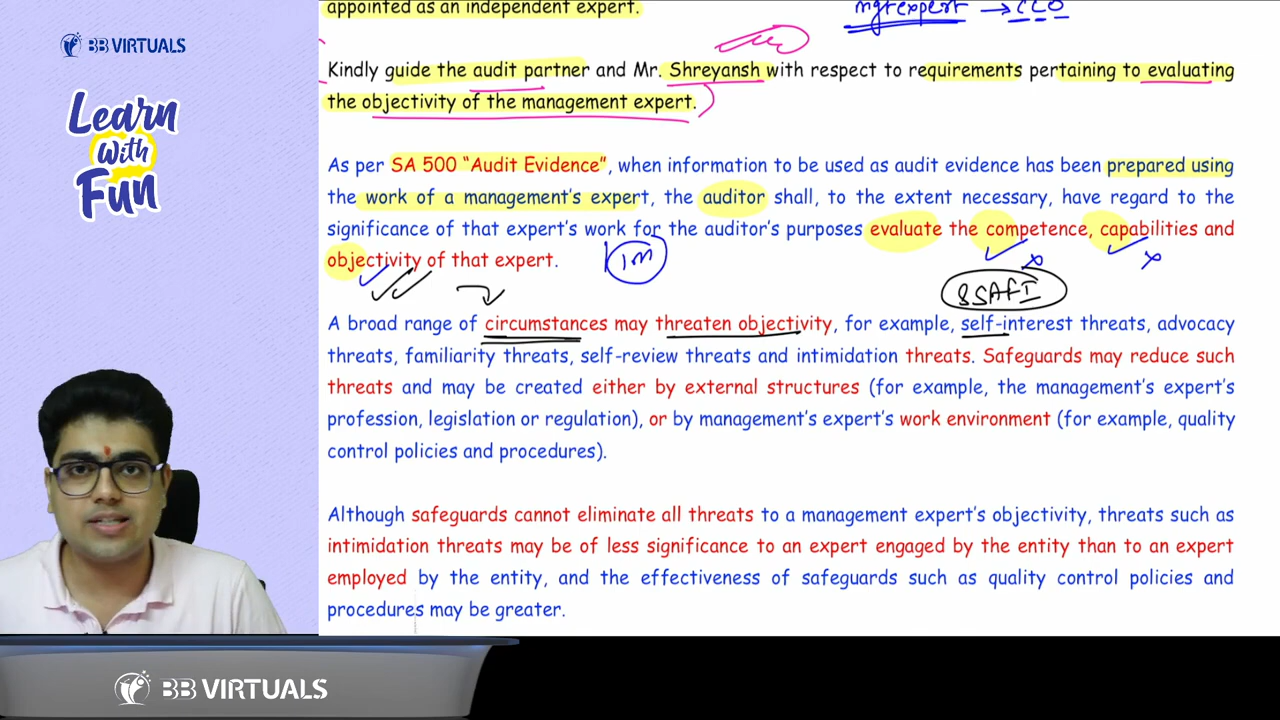 appointed as an independent expert.
mgt expert → CCO
BB VIRTUALS
Learn
with
Fun
Kindly guide the audit partner and Mr. Shreyansh with respect to requirements pertaining to evaluating
the objectivity of the management expert.
As per SA 500 “Audit Evidence”, when information to be used as audit evidence has been prepared using
the work of a management’s expert, the auditor shall, to the extent necessary, have regard to the
significance of that expert’s work for the auditor’s purposes evaluate the competence, capabilities and
objectivity of that expert.
1m
SSAFI
A broad range of circumstances may threaten objectivity, for example, self-interest threats, advocacy
threats, familiarity threats, self-review threats and intimidation threats. Safeguards may reduce such
threats and may be created either by external structures (for example, the management’s expert’s
profession, legislation or regulation), or by management’s expert’s work environment (for example, quality
control policies and procedures).
Although safeguards cannot eliminate all threats to a management expert’s objectivity, threats such as
intimidation threats may be of less significance to an expert engaged by the entity than to an expert
employed by the entity, and the effectiveness of safeguards such as quality control policies and
procedures may be greater.
BB VIRTUALS